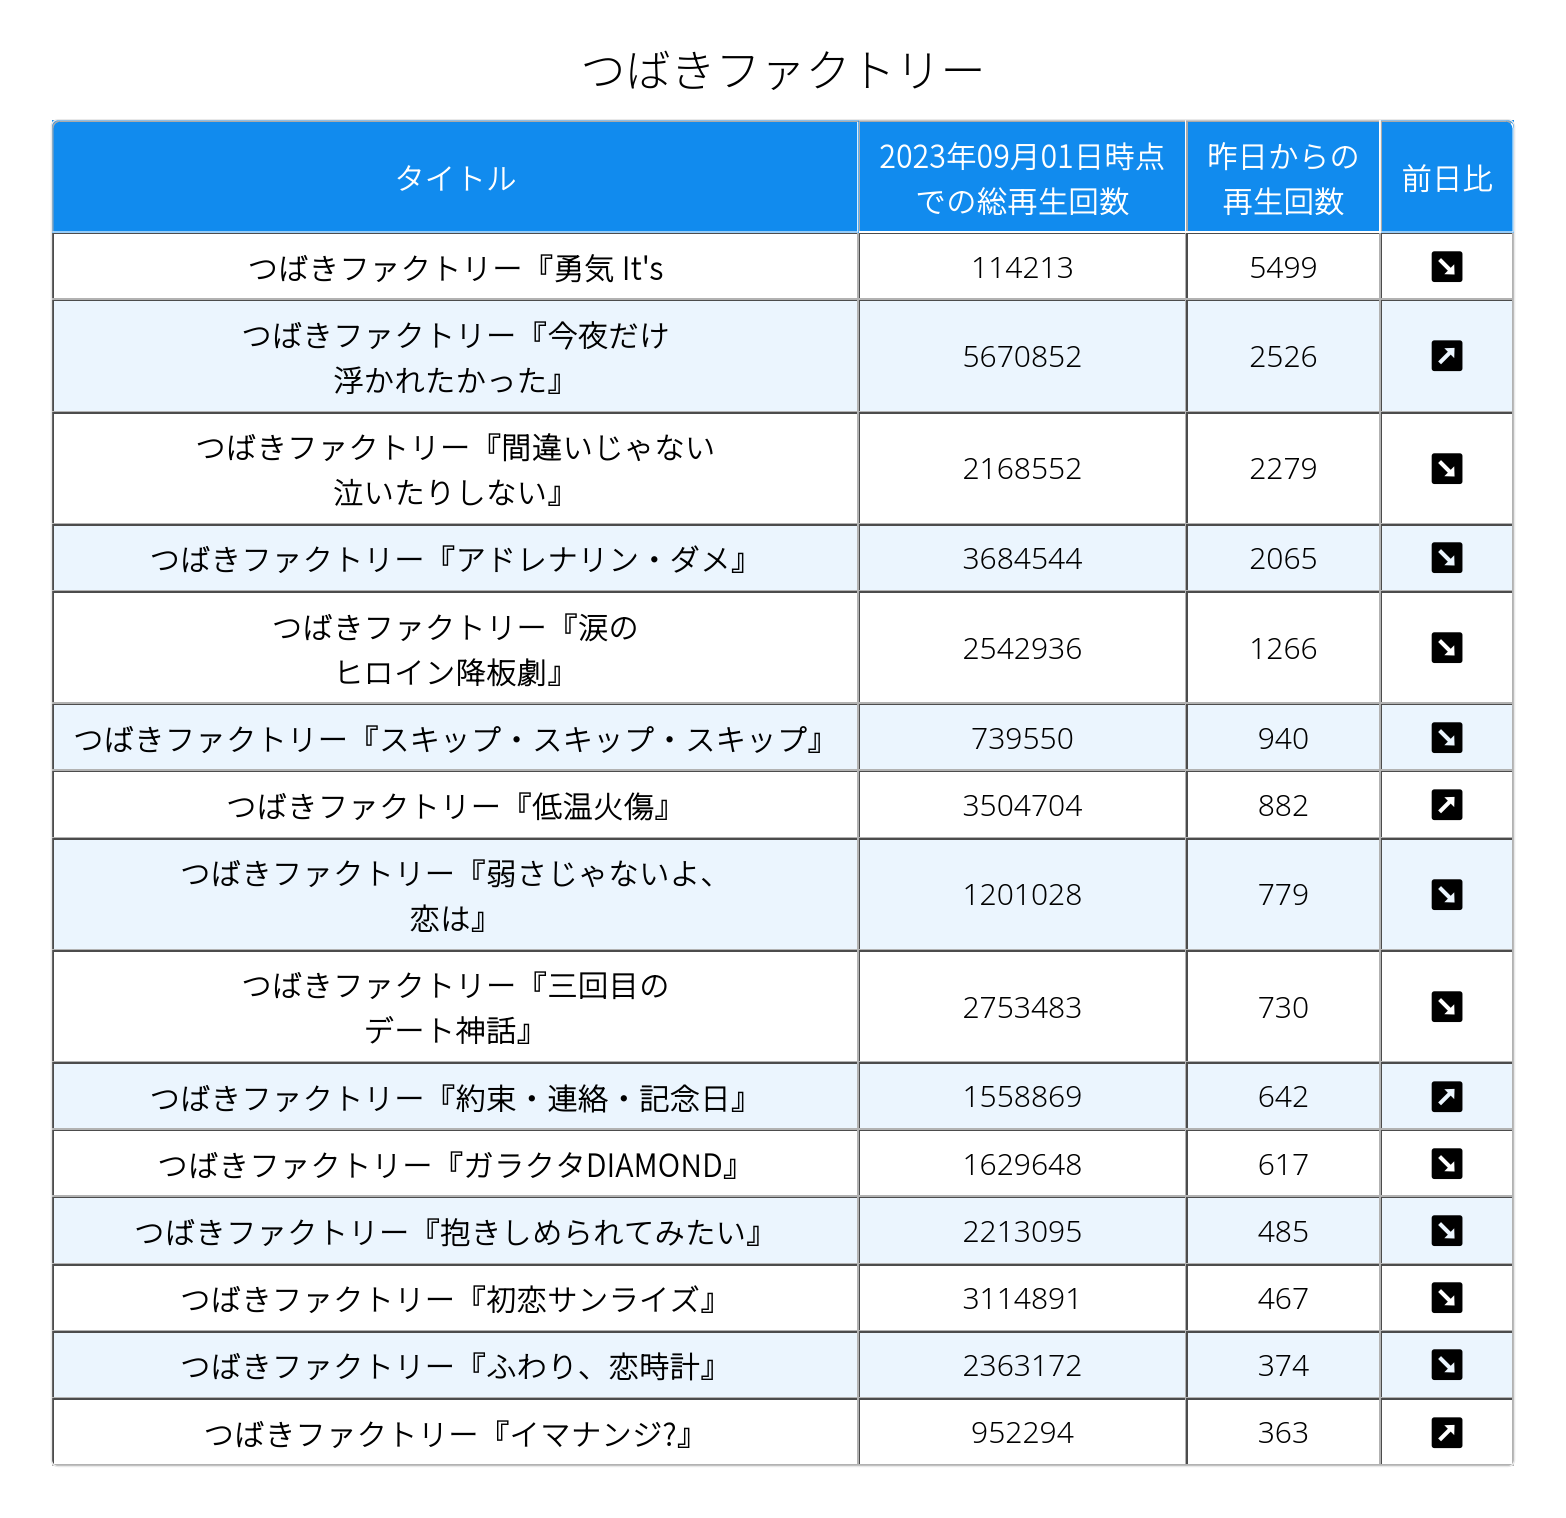 つばきファクトリー
タイトル
2023年09月01日時点
での総再生回数
昨日からの
再生回数
前日比
つばきファクトリー『勇気 It's
114213
5499
つばきファクトリー『今夜だけ
浮かれたかった』
5670852
2526
つばきファクトリー『間違いじゃない
泣いたりしない』
2168552
2279
つばきファクトリー『アドレナリン・ダメ』
3684544
2065
つばきファクトリー『涙の
ヒロイン降板劇』
2542936
1266
つばきファクトリー『スキップ・スキップ・スキップ』
739550
940
つばきファクトリー『低温火傷』
3504704
882
つばきファクトリー『弱さじゃないよ、
恋は』
1201028
779
つばきファクトリー『三回目の
デート神話』
2753483
730
つばきファクトリー『約束・連絡・記念日』
1558869
642
つばきファクトリー『ガラクタDIAMOND』
1629648
617
つばきファクトリー『抱きしめられてみたい』
2213095
485
つばきファクトリー『初恋サンライズ』
3114891
467
つばきファクトリー『ふわり、恋時計』
2363172
374
つばきファクトリー『イマナンジ?』
952294
363